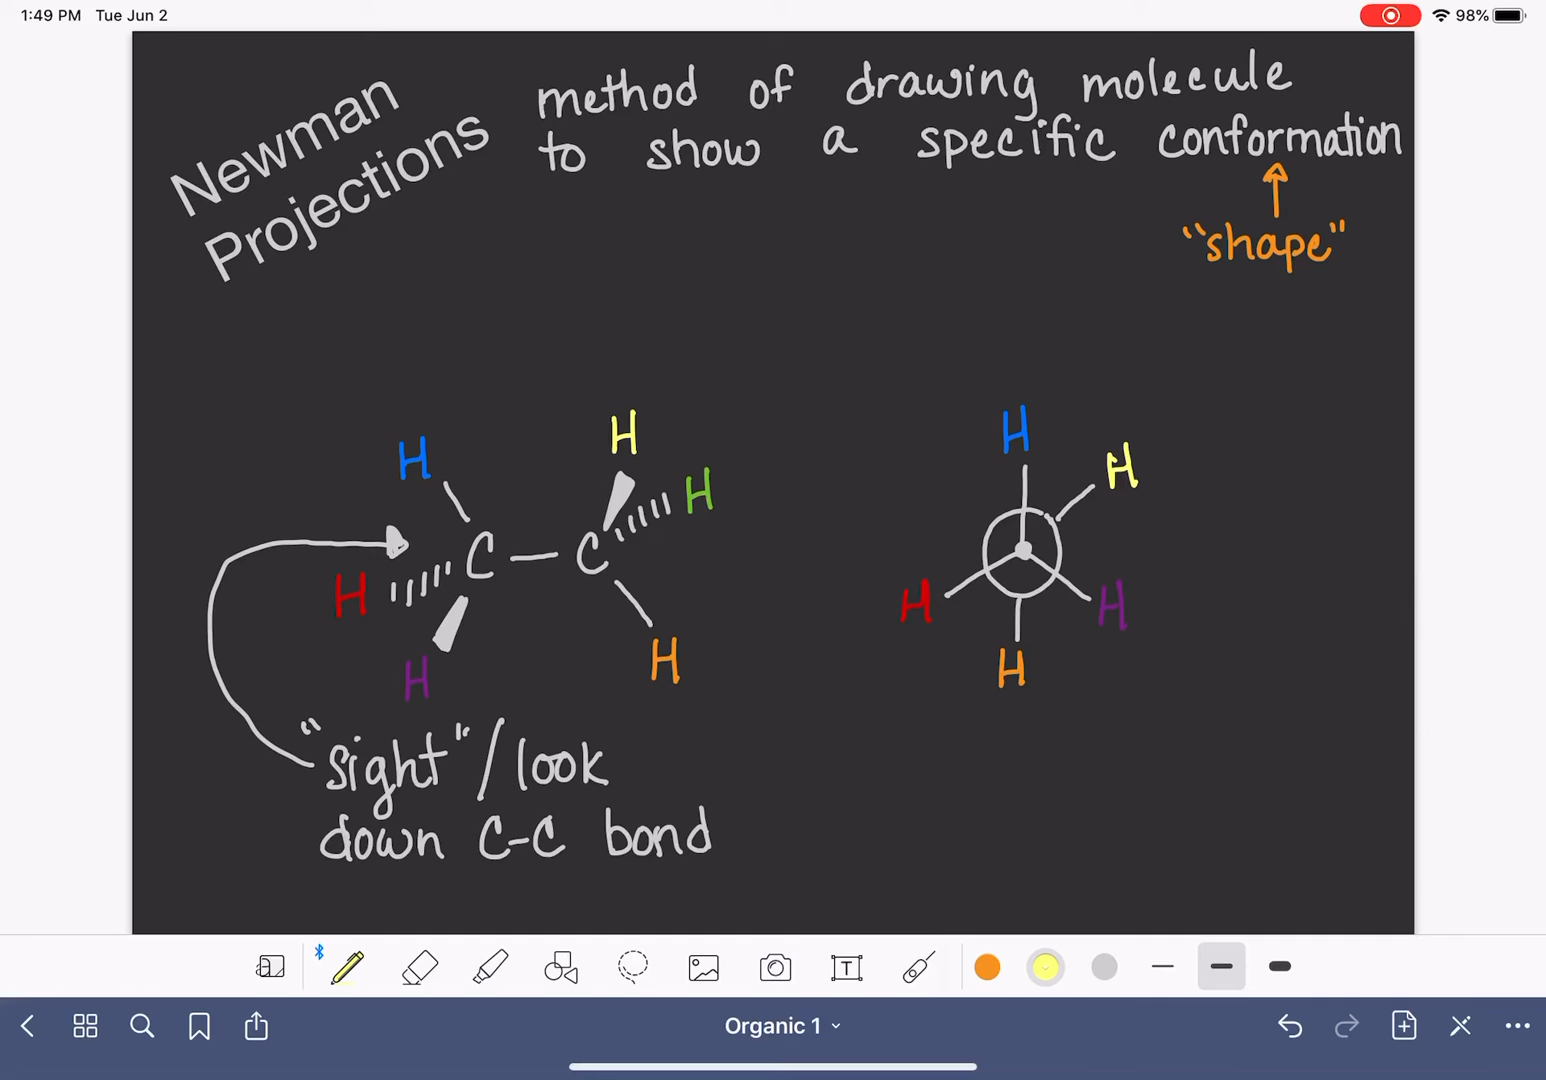 1:49 PM Tue Jun 2
98%
Newman
Projections
method of drawing molecule
to show a specific conformation
"shape"
H
H
H
H
C
C
H
H
H
H
H
H
H
H
"sight"/look
down C-C bond
T
Organic 1